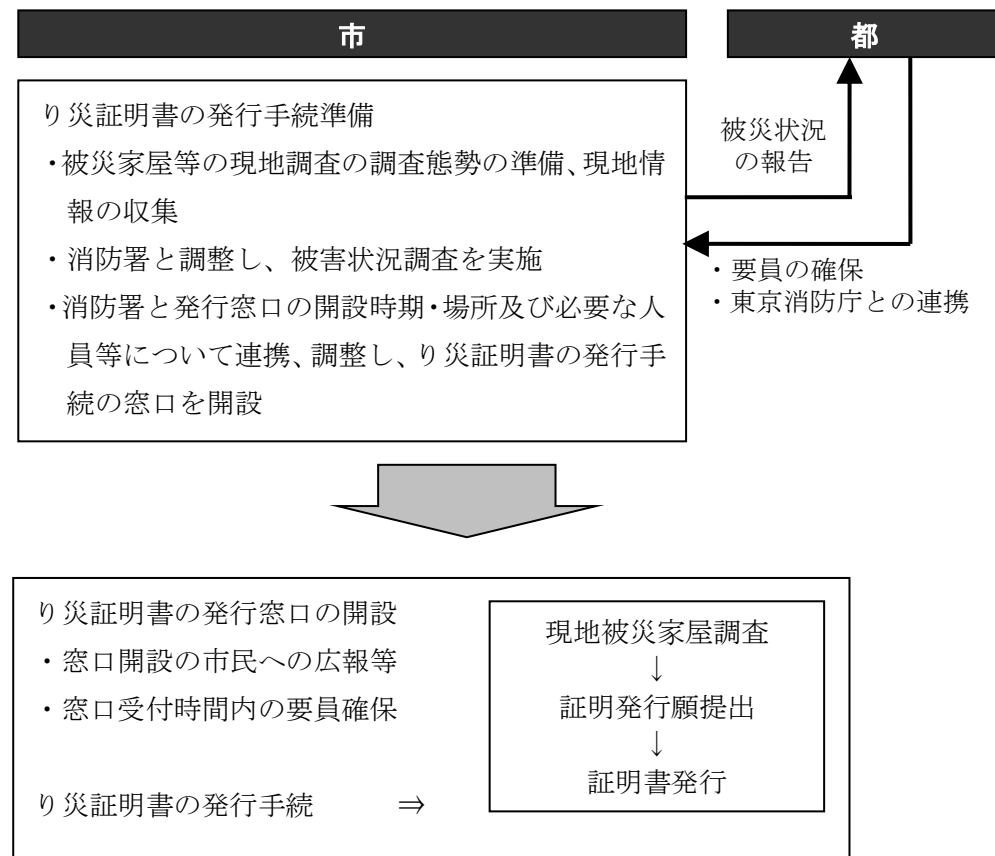 市
都
り災証明書の発行手続準備
・被災家屋等の現地調査の調査態勢の準備、現地情
報の収集
・消防署と調整し、被害状況調査を実施
・消防署と発行窓口の開設時期・場所及び必要な人
員等について連携、調整し、り災証明書の発行手
続の窓口を開設
被災状況
の報告
・要員の確保
・東京消防庁との連携
り災証明書の発行窓口の開設
・窓口開設の市民への広報等
・窓口受付時間内の要員確保
り災証明書の発行手続　⇒
現地被災家屋調査
↓
証明発行願提出
↓
証明書発行